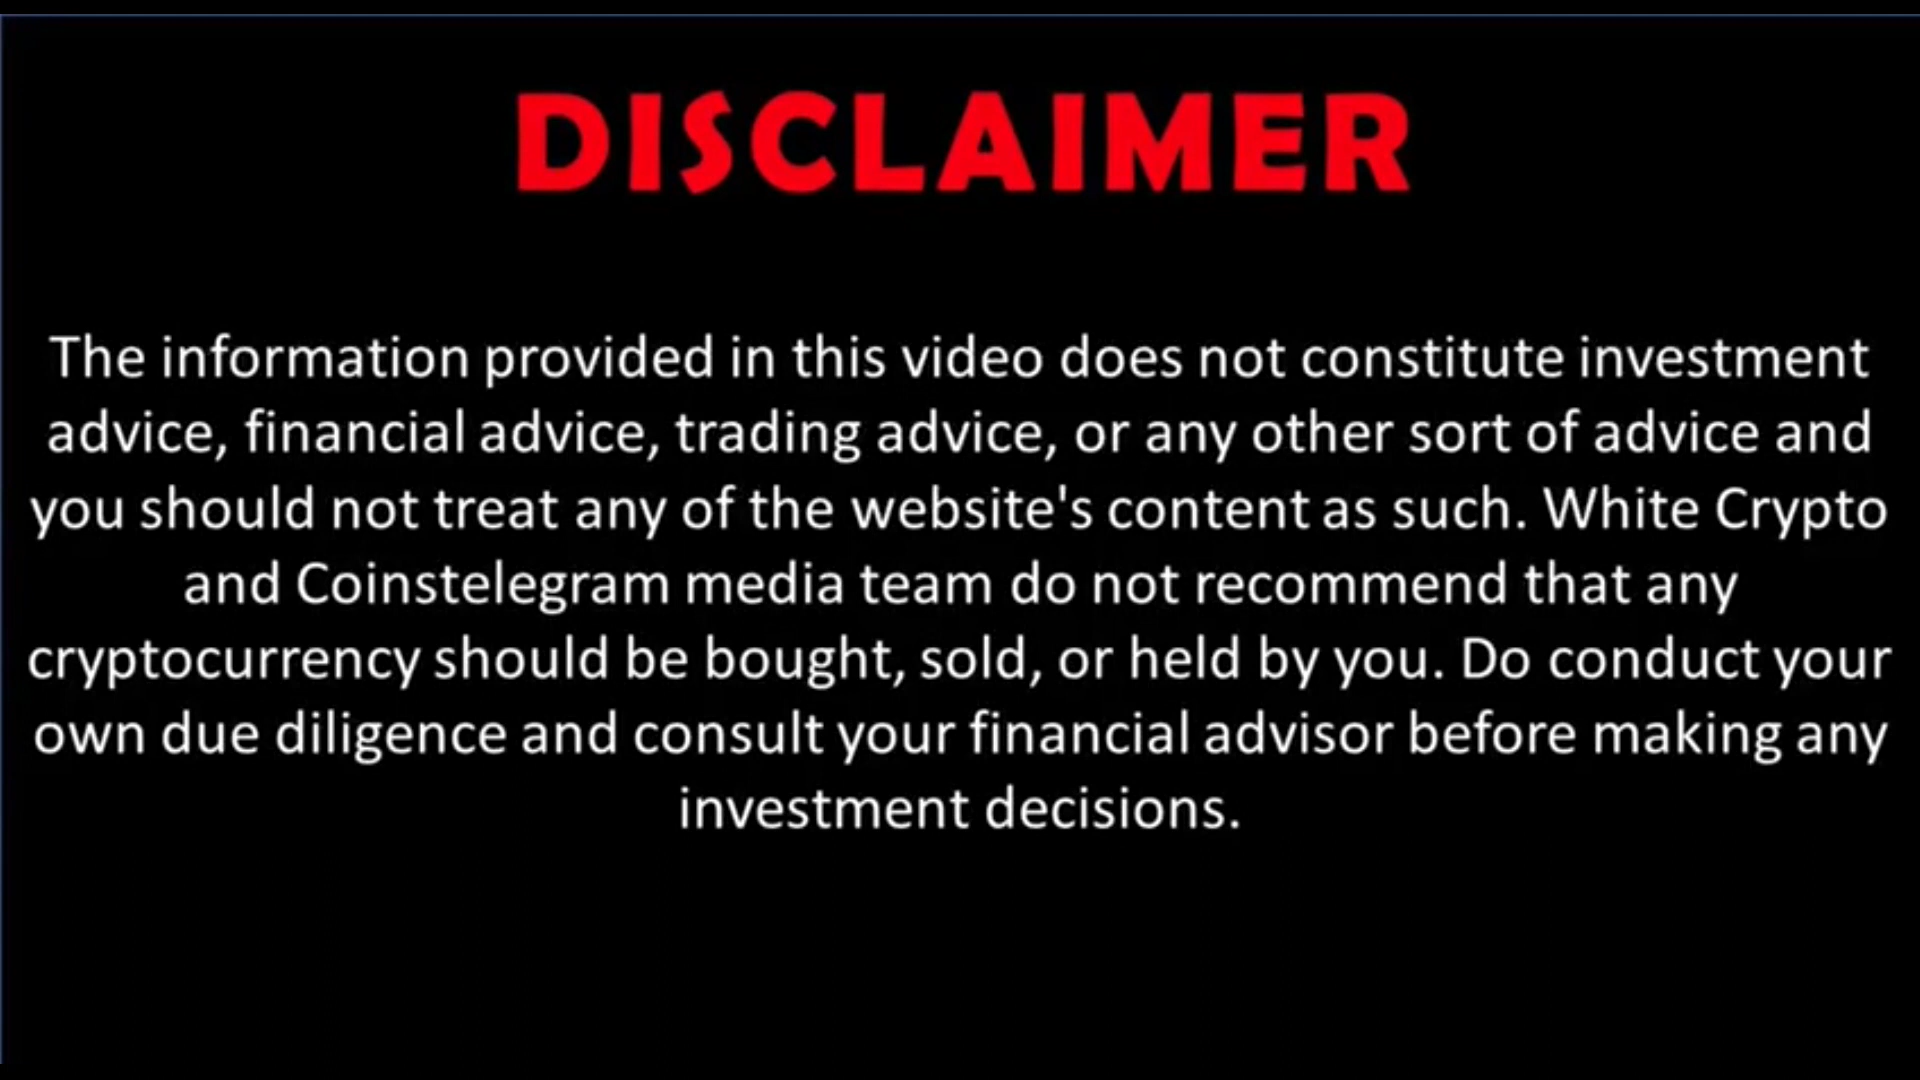 DISCLAIMER
The information provided in this video does not constitute investment
advice, financial advice, trading advice, or any other sort of advice and
you should not treat any of the website's content as such. White Crypto
and Coinstelegram media team do not recommend that any
cryptocurrency should be bought, sold, or held by you. Do conduct your
own due diligence and consult your financial advisor before making any
investment decisions.